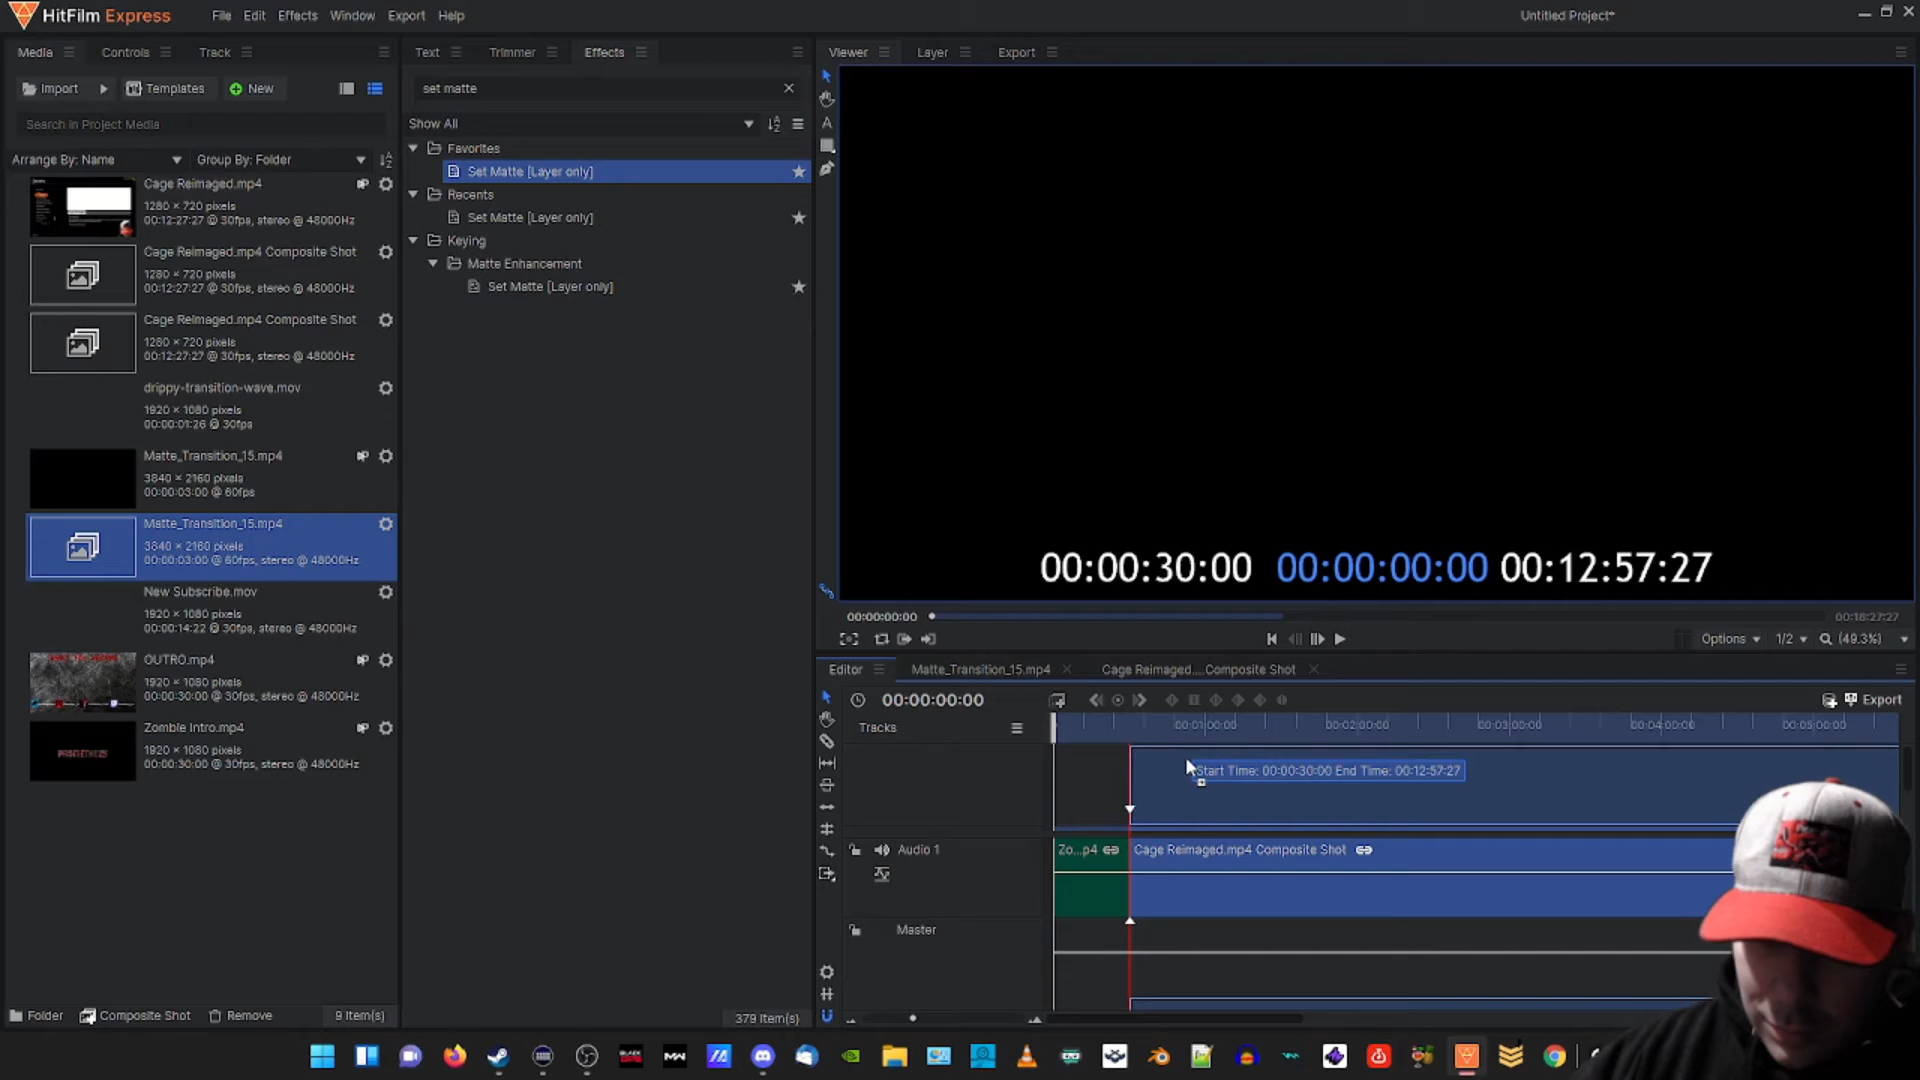 HitFilm Express File Edit Effects Window Export Help Untitled Project*
Media Controls Track Text Trimmer Effects Viewer Layer Export
Import Templates New
set matte
Search in Project Media
Show All
Arrange By: Name Group By: Folder
Favorites
Set Matte [Layer only]
Recents
Set Matte [Layer only]
Keying
Matte Enhancement
Set Matte [Layer only]
Cage Reimaged.mp4
1280 × 720 pixels
00:12:27:27 @ 30fps, stereo @ 48000Hz
Cage Reimaged.mp4 Composite Shot
1280 × 720 pixels
00:12:27:27 @ 30fps, stereo @ 48000Hz
Cage Reimaged.mp4 Composite Shot
1280 × 720 pixels
00:12:27:27 @ 30fps, stereo @ 48000Hz
drippy-transition-wave.mov
1920 × 1080 pixels
00:00:01:26 @ 30fps
Matte_Transition_15.mp4
3840 × 2160 pixels
00:00:03:00 @ 60fps
Matte_Transition_15.mp4
3840 × 2160 pixels
00:00:03:00 @ 60fps, stereo @ 48000Hz
New Subscribe.mov
1920 × 1080 pixels
00:00:14:22 @ 30fps, stereo @ 48000Hz
OUTRO.mp4
1920 × 1080 pixels
00:00:30:00 @ 30fps, stereo @ 48000Hz
Zombie Intro.mp4
1920 × 1080 pixels
00:00:30:00 @ 30fps, stereo @ 48000Hz
Folder Composite Shot Remove 9 Item(s)
379 Item(s)
00:00:30:00 00:00:00:00 00:12:57:27
00:00:00:00 00:18:27:27
Options 1/2 (49.3%)
Editor Matte_Transition_15.mp4 Cage Reimaged....Composite Shot
00:00:00:00 Export
Tracks 00:01:00:00 00:02:00:00 00:03:00:00 00:04:00:00 00:05:00:00
Start Time: 00:00:30:00 End Time: 00:12:57:27
Audio 1 Zo...p4 Cage Reimaged.mp4 Composite Shot
Master